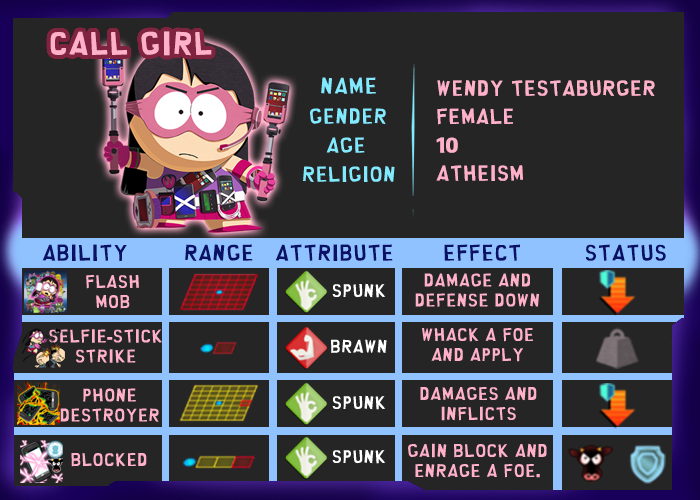 CALL GIRL
NAME WENDY TESTABURGER
GENDER FEMALE
AGE 10
RELIGION ATHEISM
ABILITY RANGE ATTRIBUTE EFFECT STATUS
FLASH
MOB
SPUNK
DAMAGE AND
DEFENSE DOWN
SELFIE-STICK
STRIKE
BRAWN
WHACK A FOE
AND APPLY
PHONE
DESTROYER
SPUNK
DAMAGES AND
INFLICTS
BLOCKED
SPUNK
GAIN BLOCK AND
ENRAGE A FOE.